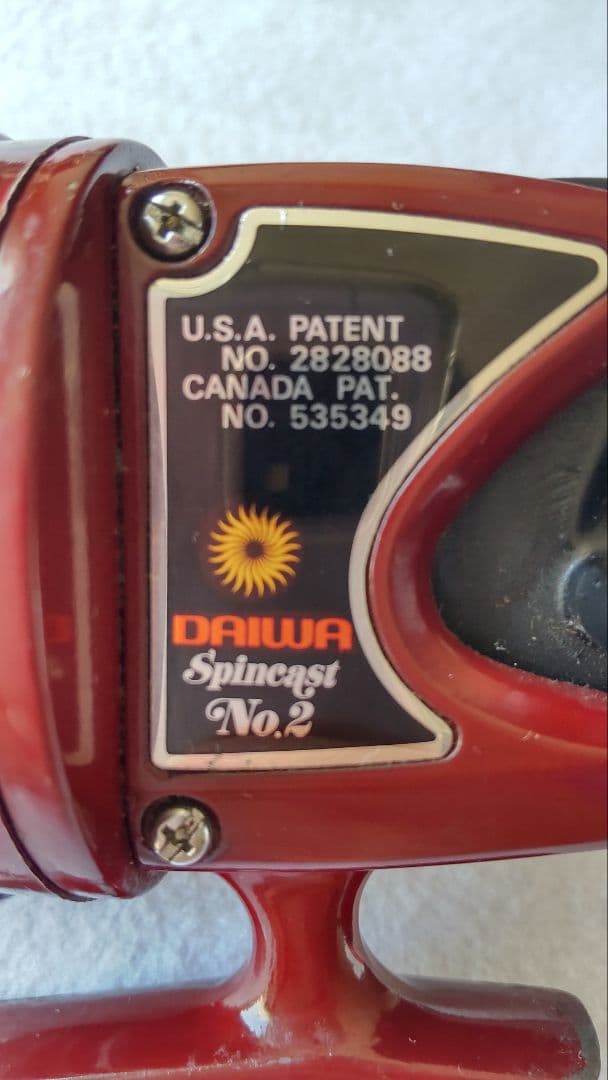 U.S.A. PATENT
NO. 2828088
CANADA PAT.
NO. 535349
DAIWA
Spincast
No.2